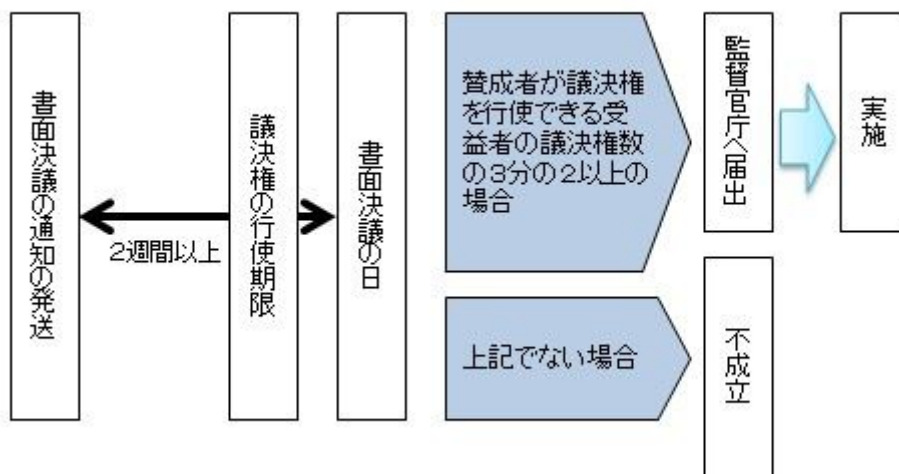 書面決議の通知の発送
2週間以上
議決権の行使期限
書面決議の日
賛成者が議決権
を行使できる受
益者の議決権数
の3分の2以上の
場合
監督官庁へ届出
実施
上記でない場合
不成立